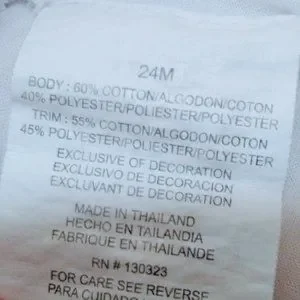 24M
BODY : 60% COTTON/ALGODON/COTON
40% POLYESTER/POLIESTER/POLYESTER
TRIM : 55% COTTON/ALGODON/COTON
45% POLYESTER/POLIESTER/POLYESTER
EXCLUSIVE OF DECORATION
EXCLUSIVO DE DECORACION
EXCLUVANT DE DECORATION
MADE IN THAILAND
HECHO EN TAILANDIA
FABRIQUE EN THAILANDE
RN # 130323
FOR CARE SEE REVERSE
PARA CUIDADO